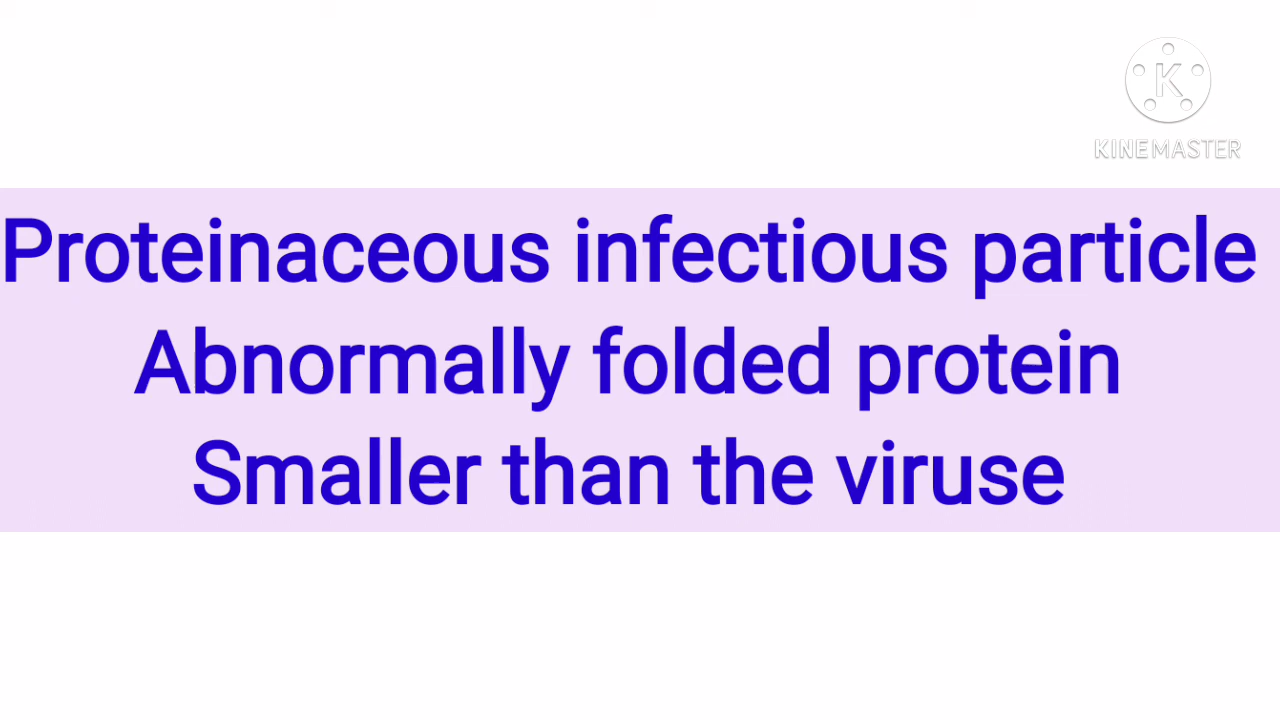 K
KINEMASTER
Proteinaceous infectious particle
Abnormally folded protein
Smaller than the viruse